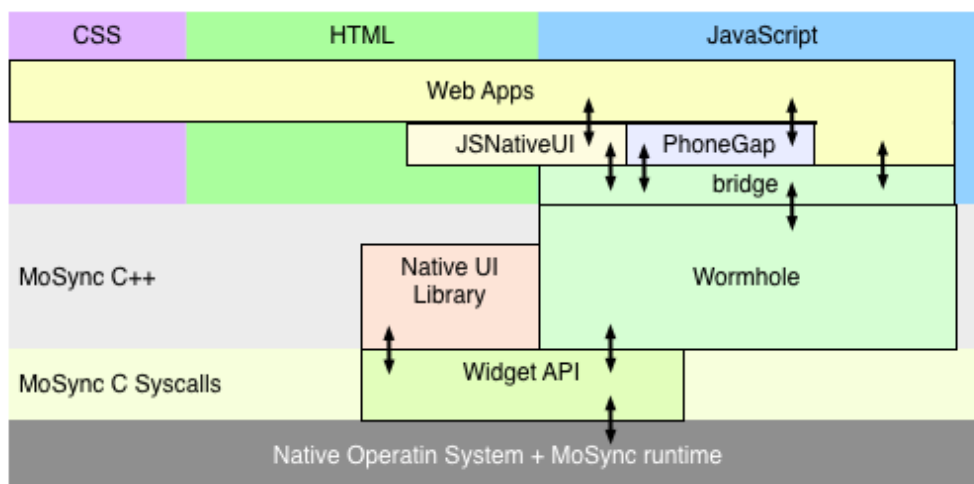 CSS
HTML
JavaScript
Web Apps
JSNativeUI
PhoneGap
bridge
MoSync C++
Native UI
Library
Wormhole
MoSync C Syscalls
Widget API
Native Operatin System + MoSync runtime